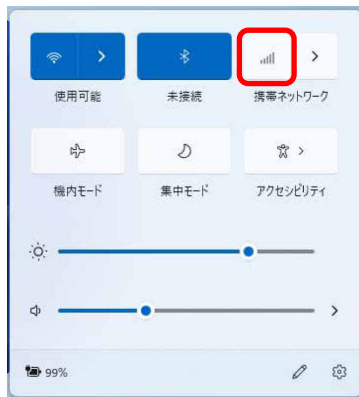 使用可能
未接続
携帯ネットワーク
機内モード
集中モード
アクセシビリティ
99%